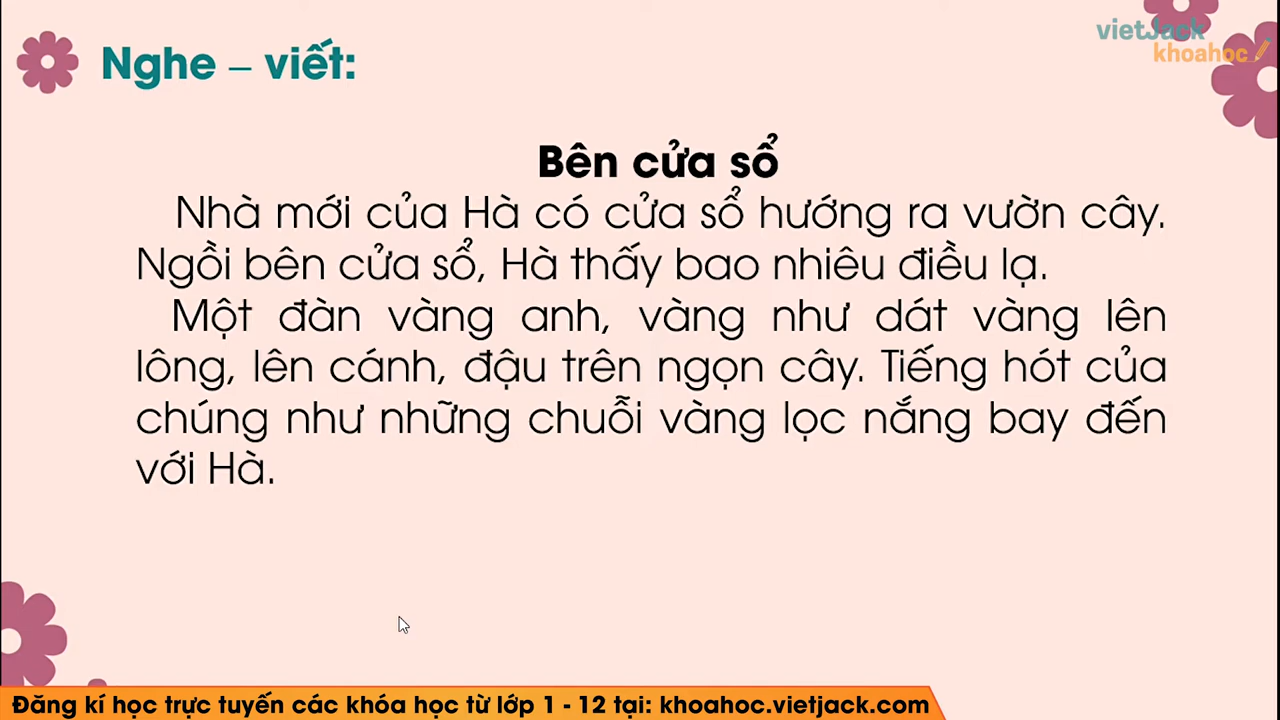 vietJack
khoahoc
Nghe – viết:
Bên cửa sổ
Nhà mới của Hà có cửa sổ hướng ra vườn cây.
Ngồi bên cửa sổ, Hà thấy bao nhiêu điều lạ.
Một đàn vàng anh, vàng như dát vàng lên
lông, lên cánh, đậu trên ngọn cây. Tiếng hót của
chúng như những chuỗi vàng lọc nắng bay đến
với Hà.
Đăng kí học trực tuyến các khóa học từ lớp 1 - 12 tại: khoahoc.vietjack.com